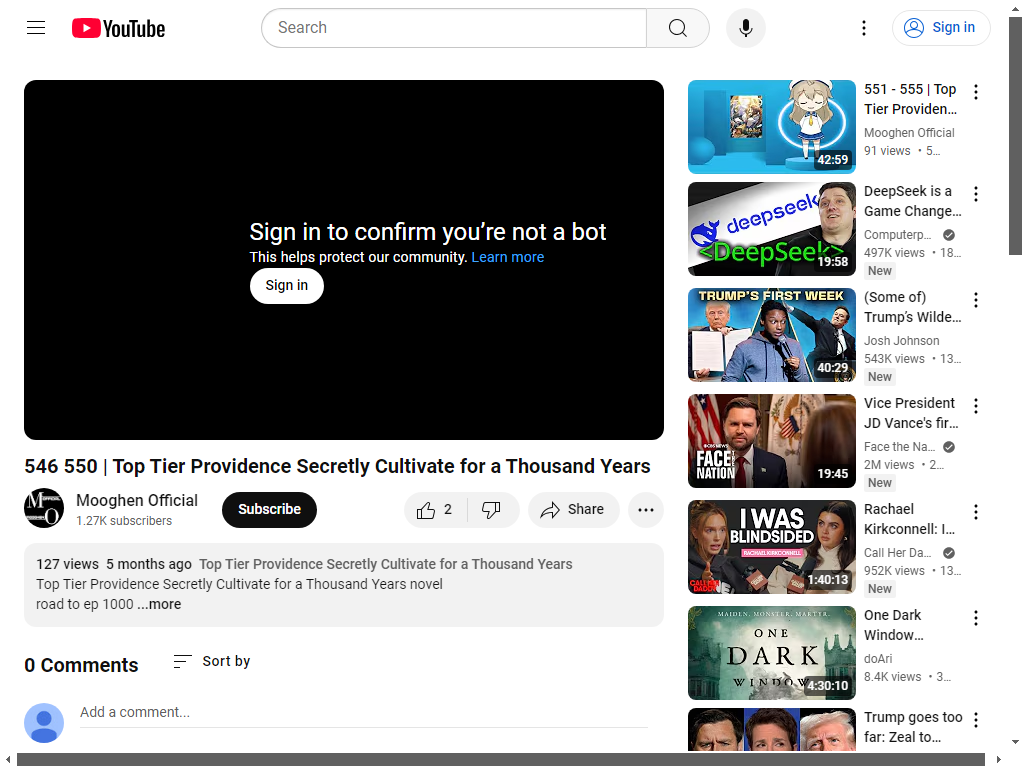 YouTube
Search
Sign in
Sign in to confirm you’re not a bot
This helps protect our community. Learn more
Sign in
546 550 | Top Tier Providence Secretly Cultivate for a Thousand Years
Mooghen Official
1.27K subscribers
Subscribe
2
Share
127 views 5 months ago Top Tier Providence Secretly Cultivate for a Thousand Years
Top Tier Providence Secretly Cultivate for a Thousand Years novel
road to ep 1000 ...more
0 Comments
Sort by
Add a comment...
42:59
551 - 555 | Top
Tier Providen...
Mooghen Official
91 views • 5...
deepseek
<DeepSeek>
19:58
DeepSeek is a
Game Change...
Computerp...
497K views • 18...
New
TRUMP'S FIRST WEEK
40:29
(Some of)
Trump’s Wilde...
Josh Johnson
543K views • 13...
New
CBS NEWS
FACE
NATION
19:45
Vice President
JD Vance's fir...
Face the Na...
2M views • 2...
New
I WAS
BLINDSIDED
RACHAEL KIRKCONNELL
CALL HER
DADDY
1:40:13
Rachael
Kirkconnell: I...
Call Her Da...
952K views • 13...
New
MAIDEN. MONSTER. MARTYR.
ONE
DARK
WINDOW
4:30:10
One Dark
Window...
doAri
8.4K views • 3...
Trump goes too
far: Zeal to...